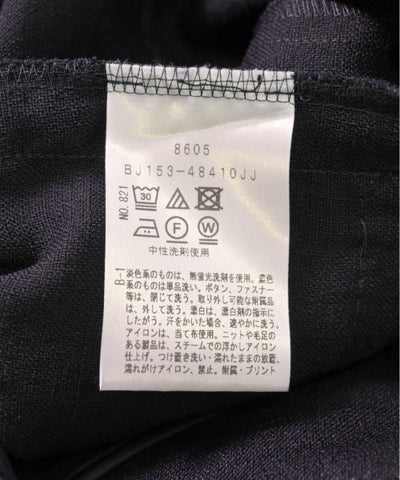 8605
BJ153-48410JJ
NO.821
30
F W
中性洗剤使用
B-1
淡色系のものは、無蛍光洗剤を使用。濃色
系のものは単品洗い。ボタン、ファスナー
等は、閉じて洗う。取り外し可能な附属品
は、外して洗う。漂白は、漂白剤の指示に
したがう。汗をかいた場合、速やかに洗う。
アイロンは、当て布使用。ニットや毛足の
ある製品は、スチームでの浮かしアイロン
仕上げ。つけ置き洗い・濡れたままの放置、
濡れがけアイロン、禁止。附属・プリント